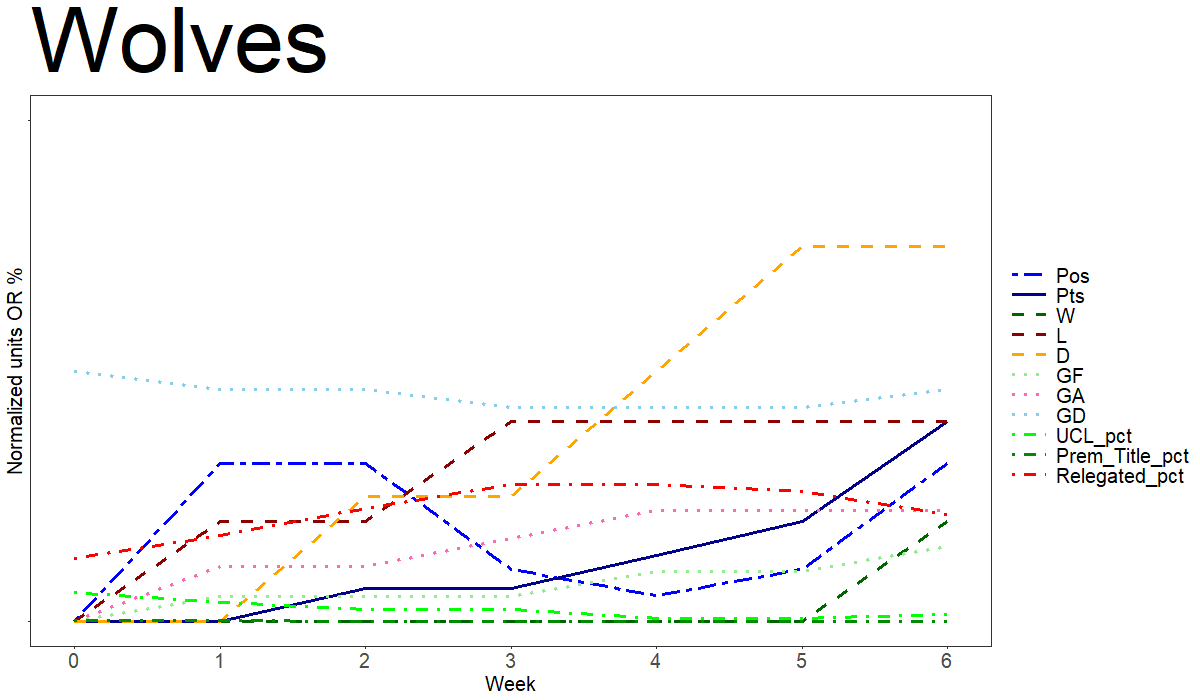 Wolves
Normalized units OR %
Pos
Pts
W
L
D
GF
GA
GD
UCL_pct
Prem_Title_pct
Relegated_pct
0 1 2 3 4 5 6
Week